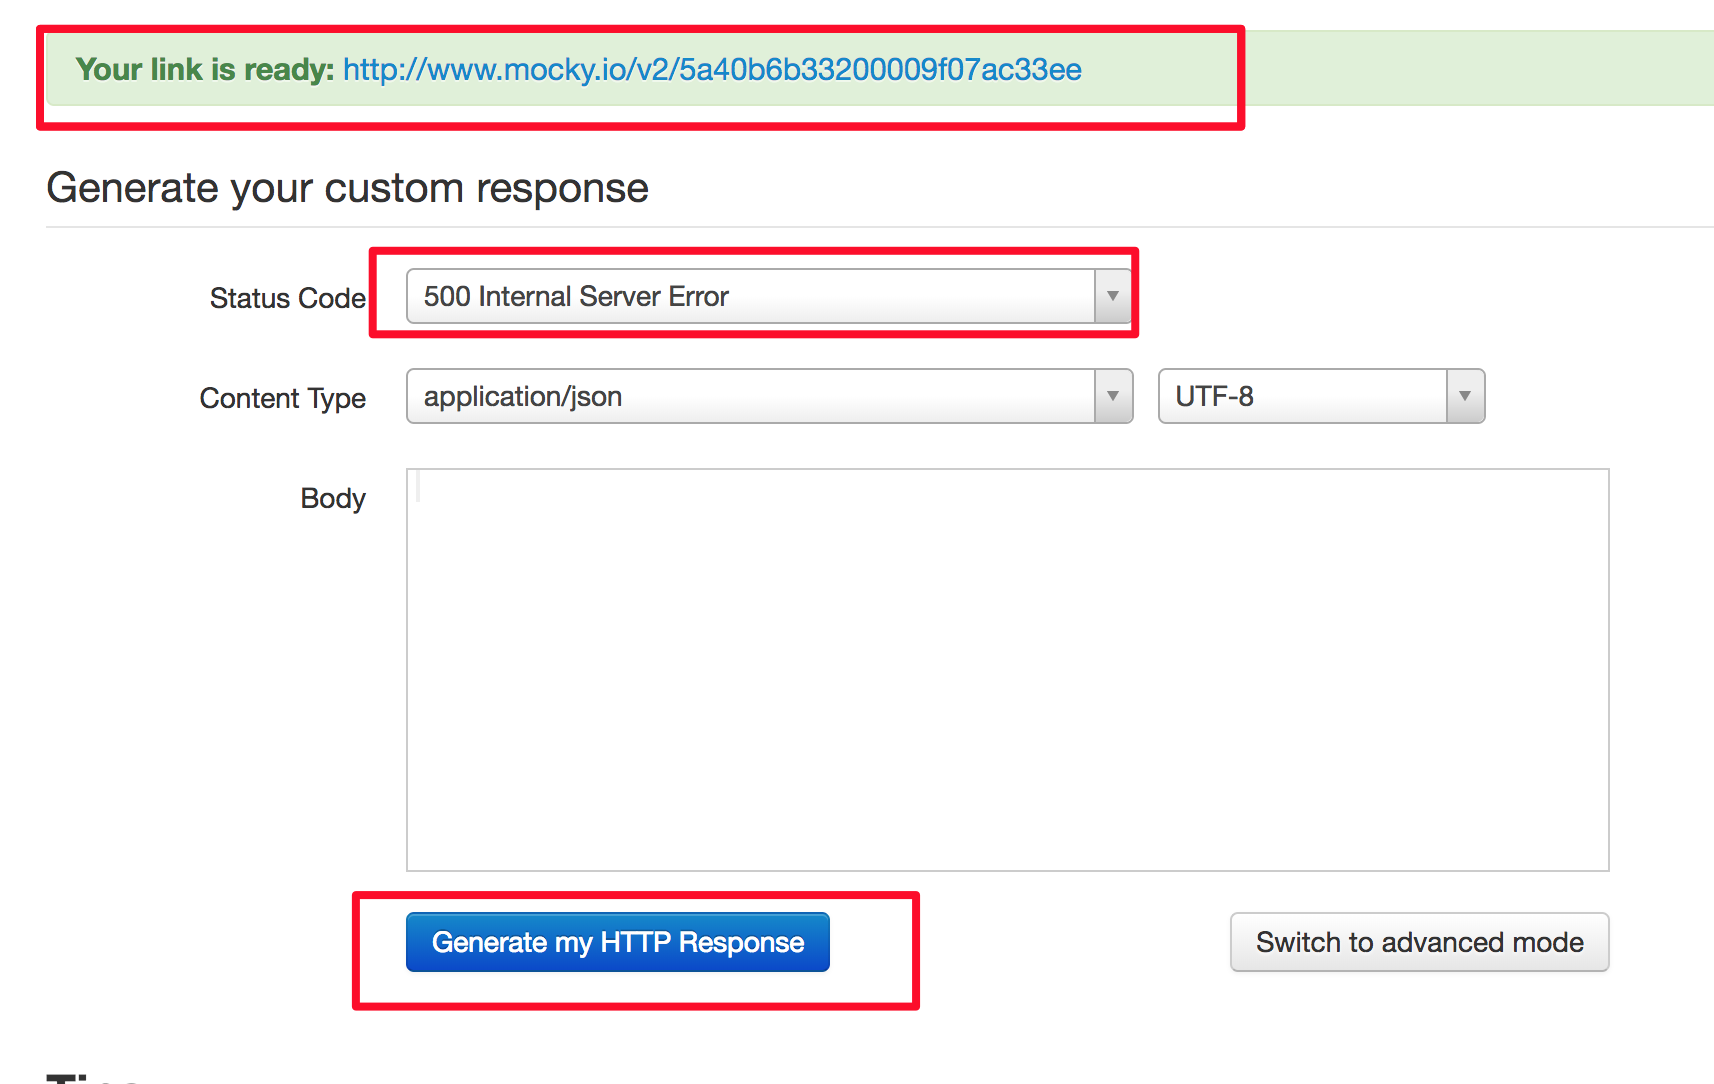 Your link is ready: http://www.mocky.io/v2/5a40b6b33200009f07ac33ee
Generate your custom response
Status Code 500 Internal Server Error
Content Type application/json UTF-8
Body
Generate my HTTP Response Switch to advanced mode